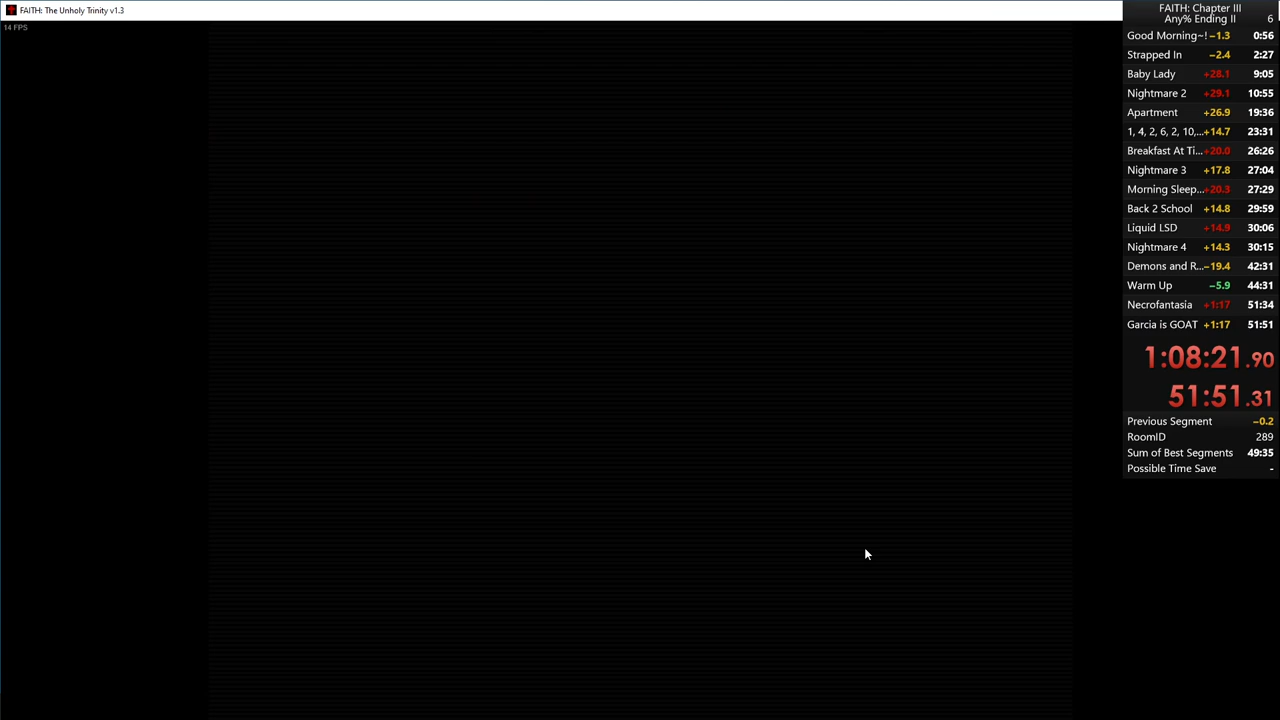 FAITH: The Unholy Trinity v1.3
14 FPS
FAITH: Chapter III
Any% Ending II 6
Good Morning~! −1.3 0:56
Strapped In −2.4 2:27
Baby Lady +28.1 9:05
Nightmare 2 +29.1 10:55
Apartment +26.9 19:36
1, 4, 2, 6, 2, 10,... +14.7 23:31
Breakfast At Ti... +20.0 26:26
Nightmare 3 +17.8 27:04
Morning Sleep... +20.3 27:29
Back 2 School +14.8 29:59
Liquid LSD +14.9 30:06
Nightmare 4 +14.3 30:15
Demons and R... −19.4 42:31
Warm Up −5.9 44:31
Necrofantasia +1:17 51:34
Garcia is GOAT +1:17 51:51
1:08:21.90
51:51.31
Previous Segment −0.2
RoomID 289
Sum of Best Segments 49:35
Possible Time Save -